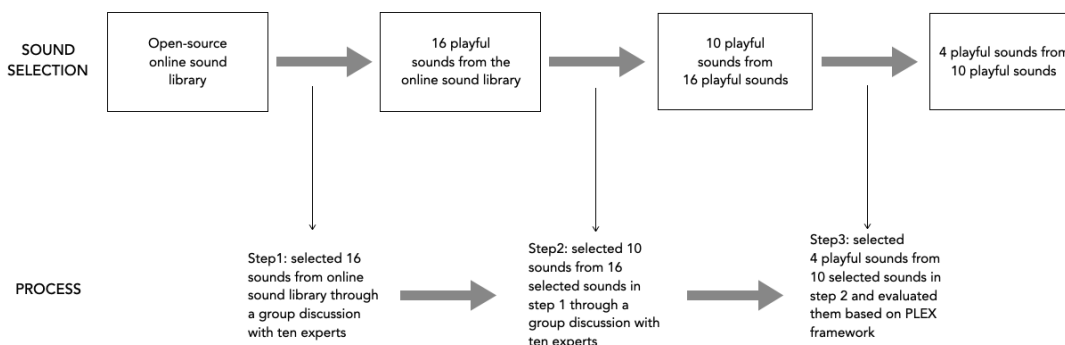 SOUND
SELECTION
Open-source
online sound
library
16 playful
sounds from the
online sound library
10 playful
sounds from
16 playful sounds
4 playful sounds from
10 playful sounds
PROCESS
Step1: selected 16
sounds from online
sound library through
a group discussion
with ten experts
Step2: selected 10
sounds from 16
selected sounds in
step 1 through a
group discussion with
ten experts
Step3: selected
4 playful sounds from
10 selected sounds in
step 2 and evaluated
them based on PLEX
framework